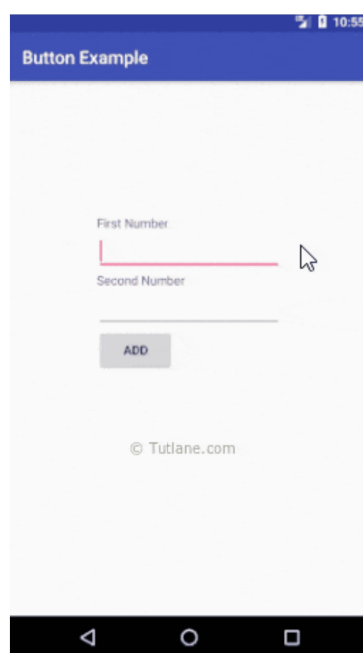 10:55
Button Example
First Number
Second Number
ADD
© Tutlane.com